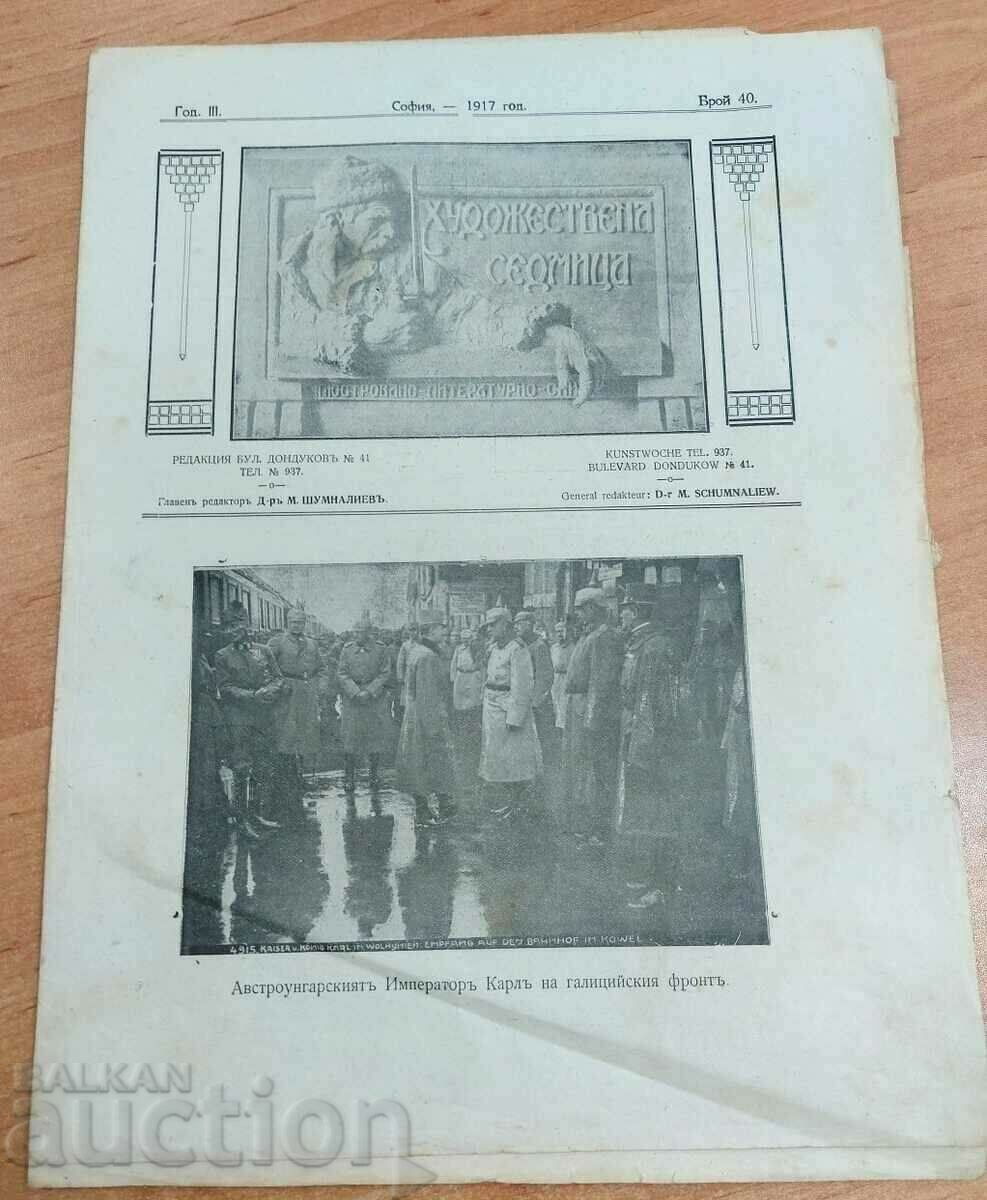 Год. III.
София, — 1917 год.
Брой 40.
ХУДОЖЕСТВЕНА
СЕДМИЦА
ИЛЮСТРОВАНО-ЛИТЕРАТУРНО-
РЕДАКЦИЯ БУЛ. ДОНДУКОВЪ № 41
ТЕЛ. № 937.
—o—
Главенъ редакторъ Д-ръ М. ШУМНАЛИЕВЪ.
KUNSTWOCHE TEL. 937.
BULEVARD DONDUKOW № 41.
—o—
General redakteur: D-r M. SCHUMNALIEW.
4915 KAISER U. KÖNIG KARL IN WOLHYNIEN. EMPFANG AUF DEM BAHNHOF IN KOWEL
Австроунгарскиятъ Императоръ Карлъ на галицийския фронтъ.
BALKAN
auction